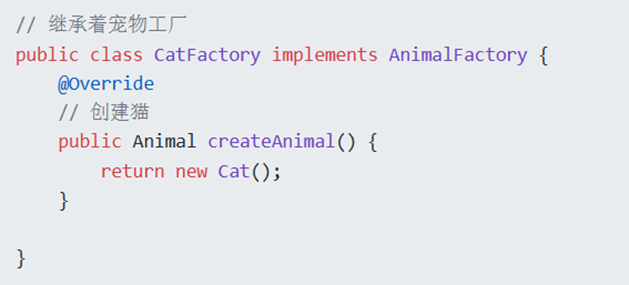 // 继承着宠物工厂
public class CatFactory implements AnimalFactory {
    @Override
    // 创建猫
    public Animal createAnimal() {
        return new Cat();
    }
}